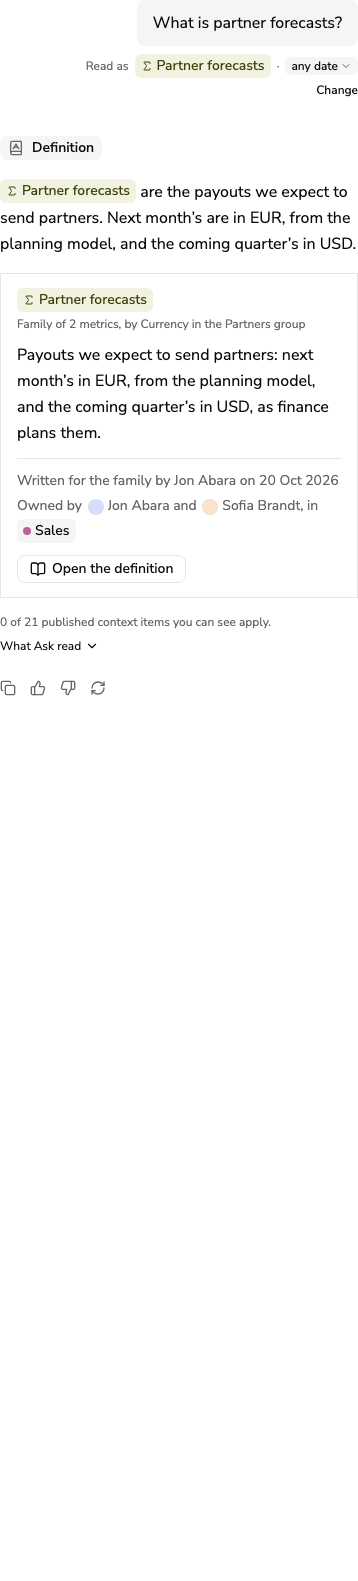 What is partner forecasts?
Read as Σ Partner forecasts · any date
Change
Definition
Σ Partner forecasts are the payouts we expect to
send partners. Next month’s are in EUR, from the
planning model, and the coming quarter’s in USD.
Σ Partner forecasts
Family of 2 metrics, by Currency in the Partners group
Payouts we expect to send partners: next
month’s in EUR, from the planning model,
and the coming quarter’s in USD, as finance
plans them.
Written for the family by Jon Abara on 20 Oct 2026
Owned by Jon Abara and Sofia Brandt, in
Sales
Open the definition
0 of 21 published context items you can see apply.
What Ask read